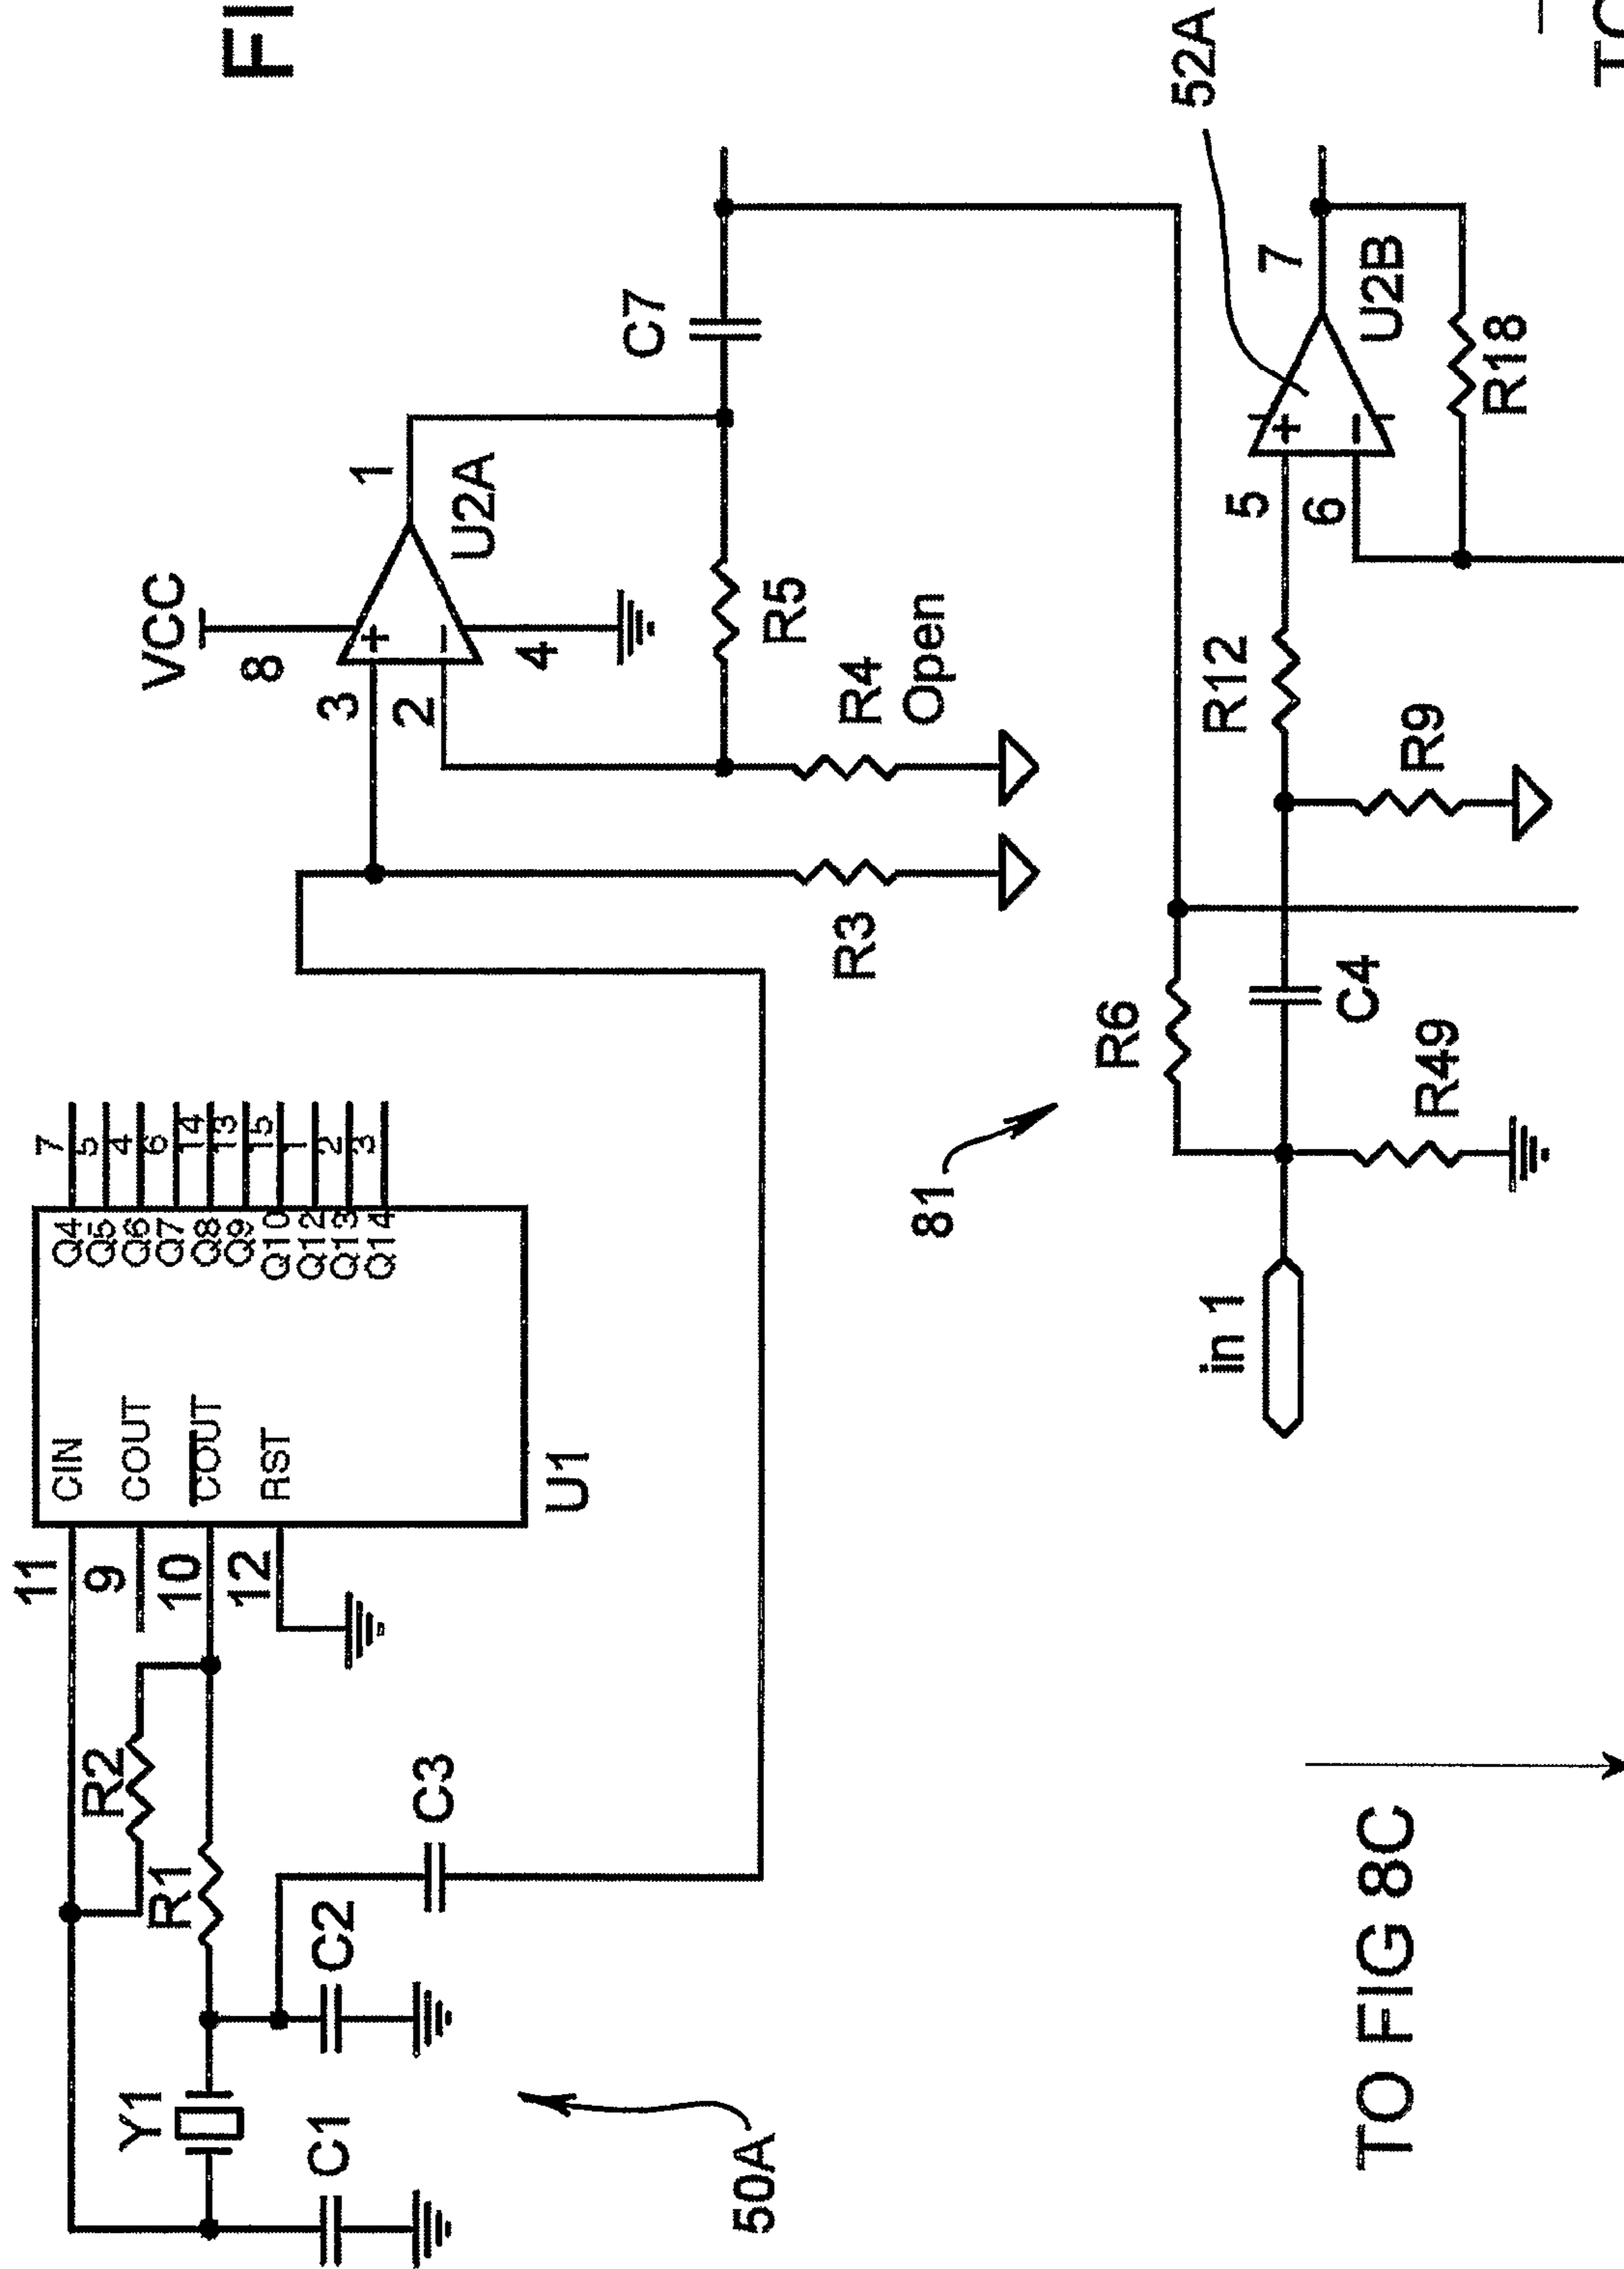 FI
VCC
8
3
2
1
4
U2A
C7
R5
R4
Open
R3
CIN
COUT
COUT
RST
Q4
Q5
Q6
Q7
Q8
Q9
Q10
Q12
Q13
Q14
7
5
4
6
14
13
15
1
2
3
U1
11
9
10
12
R2
R1
Y1
C1
C2
C3
50A
81
R6
in 1
C4
R49
R12
R9
5
6
7
U2B
R18
52A
TO FIG 8C